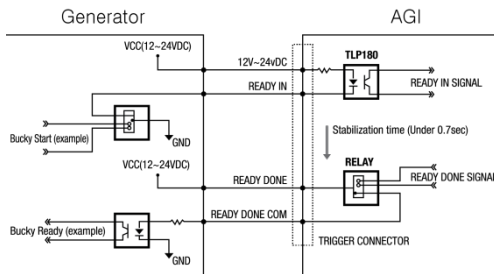 Generator
AGI
VCC(12~24VDC)
12V~24vDC
TLP180
READY IN
READY IN SIGNAL
Bucky Start (example)
GND
Stabilization time (Under 0.7sec)
VCC(12~24VDC)
RELAY
READY DONE
READY DONE SIGNAL
READY DONE COM
Bucky Ready (example)
TRIGGER CONNECTOR
GND